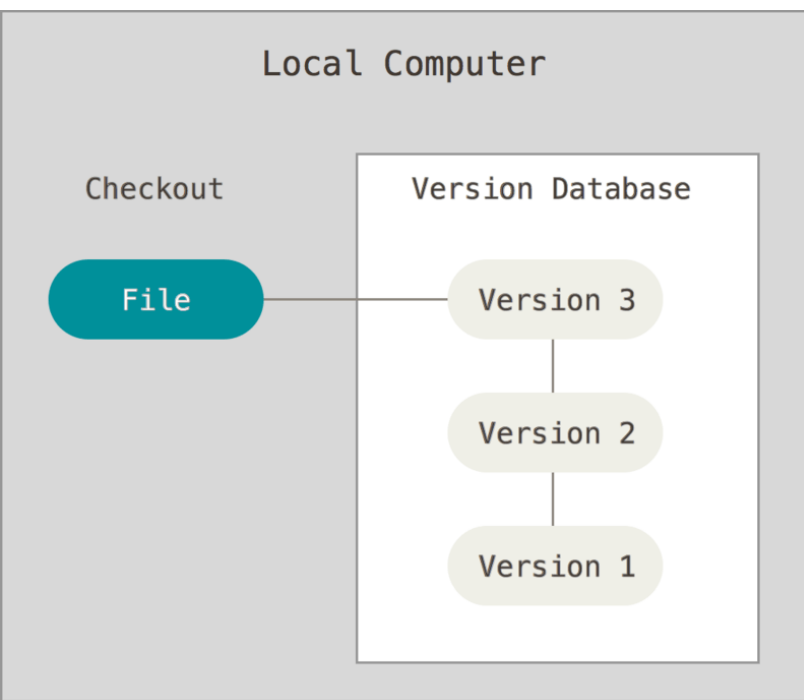 Local Computer
Checkout
Version Database
File
Version 3
Version 2
Version 1